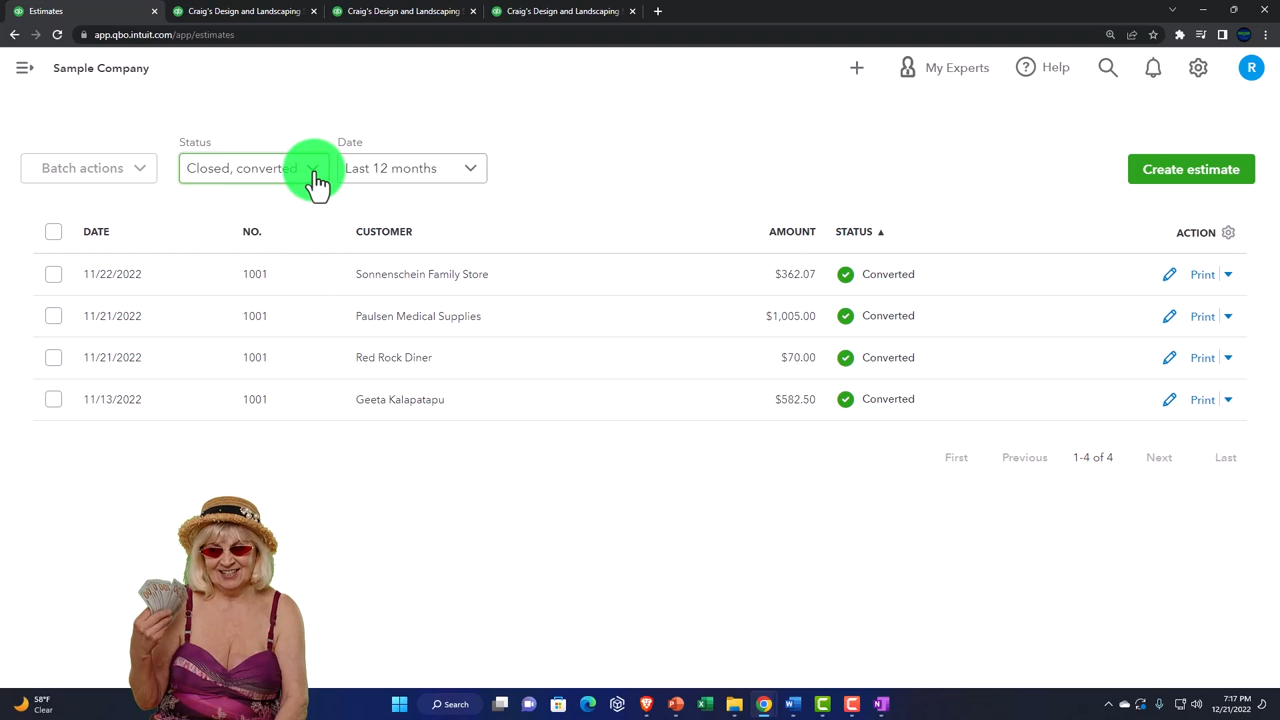 Estimates
Craig's Design and Landscaping
Craig's Design and Landscaping
Craig's Design and Landscaping
app.qbo.intuit.com/app/estimates
Sample Company
My Experts
Help
R
Status
Date
Batch actions
Closed, converted
Last 12 months
Create estimate
DATE NO. CUSTOMER AMOUNT STATUS ▲ ACTION
11/22/2022 1001 Sonnenschein Family Store $362.07 Converted Print
11/21/2022 1001 Paulsen Medical Supplies $1,005.00 Converted Print
11/21/2022 1001 Red Rock Diner $70.00 Converted Print
11/13/2022 1001 Geeta Kalapatapu $582.50 Converted Print
First Previous 1-4 of 4 Next Last
58°F
Clear
Search
7:17 PM
12/21/2022